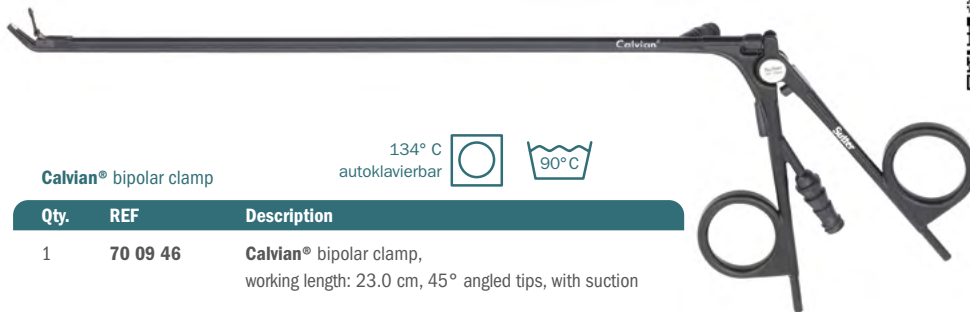 Calvian®
Sutter
134° C
autoklavierbar
90°C
Calvian® bipolar clamp
Qty. REF Description
1 70 09 46 Calvian® bipolar clamp,
working length: 23.0 cm, 45° angled tips, with suction